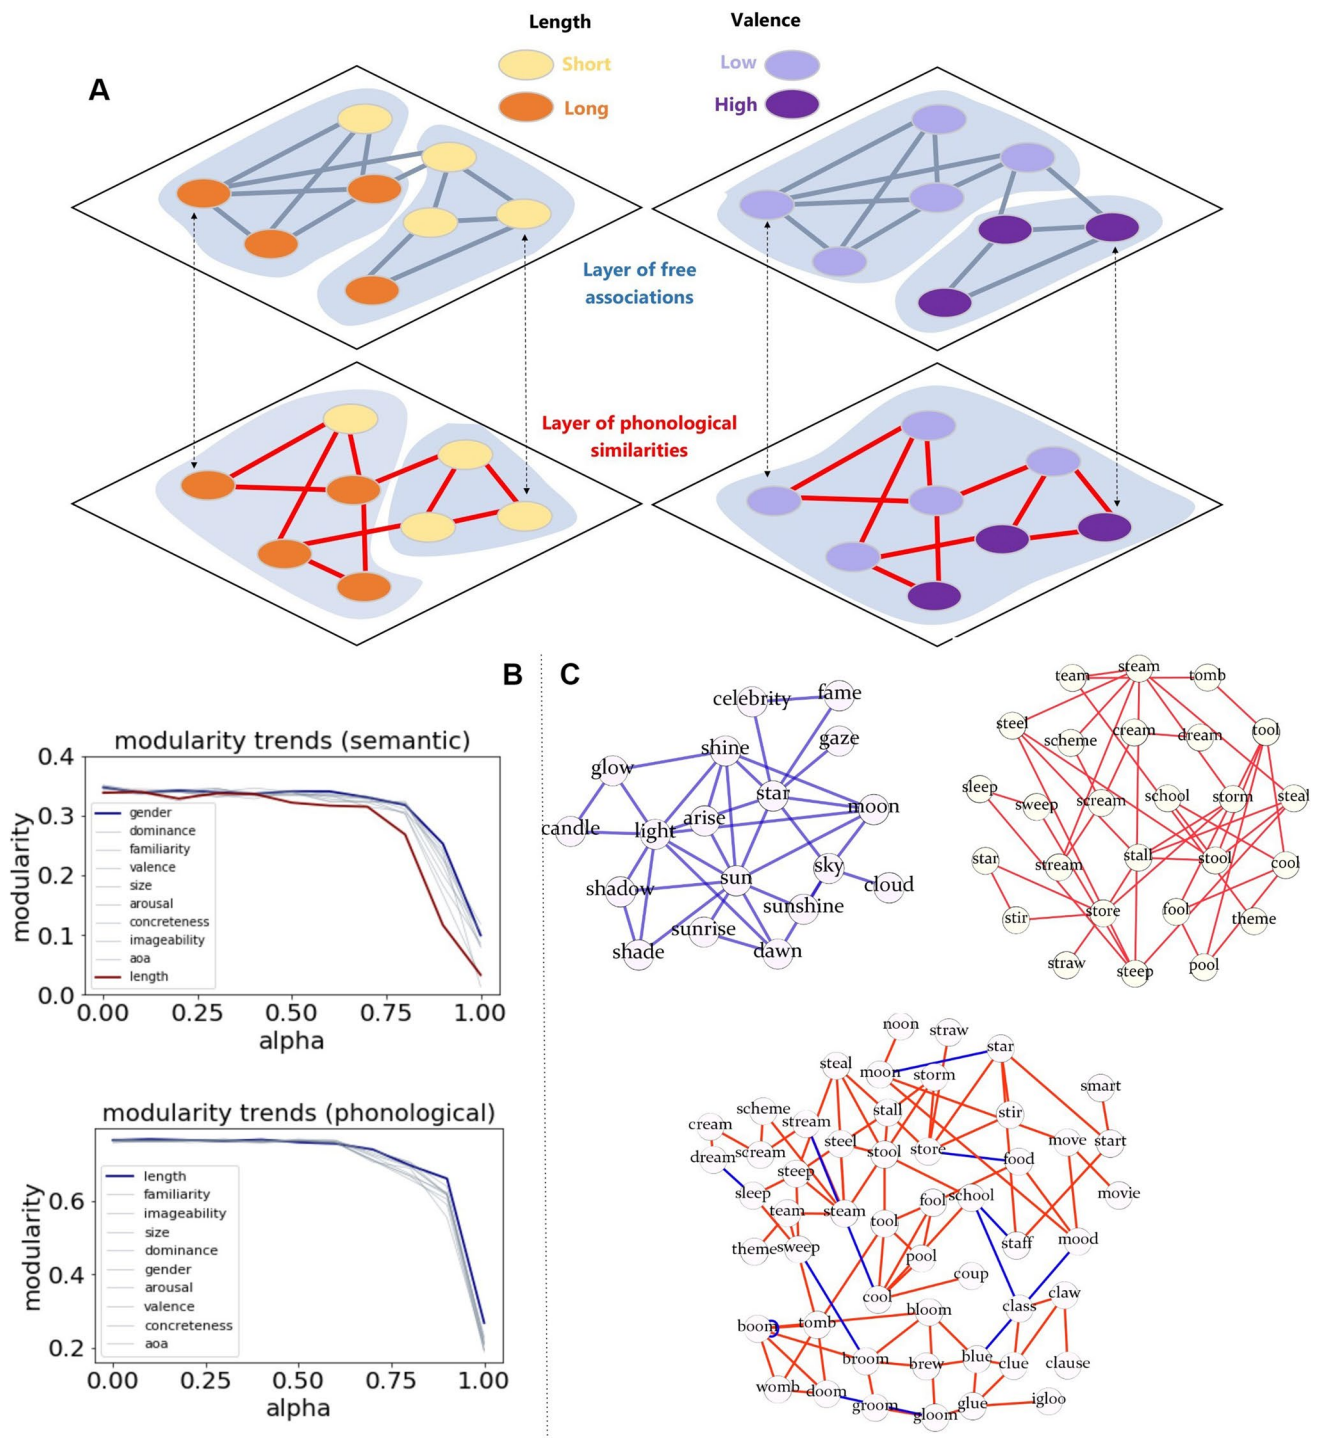 Length
Valence
A
Short
Low
Long
High
Layer of free
associations
Layer of phonological
similarities
B
C
modularity trends (semantic)
modularity
0.4
0.3
0.2
0.1
0.0
gender
dominance
familiarity
valence
size
arousal
concreteness
imageability
aoa
length
0.00 0.25 0.50 0.75 1.00
alpha
modularity trends (phonological)
modularity
0.6
0.4
0.2
length
familiarity
imageability
size
dominance
gender
arousal
valence
concreteness
aoa
0.00 0.25 0.50 0.75 1.00
alpha
celebrity
fame
shine
gaze
glow
star
moon
arise
candle
light
sky
sun
cloud
shadow
sunshine
sunrise
shade
dawn
steam
team
tomb
steel
cream
tool
scheme
dream
sleep
sweep
scream
school
storm
steal
star
stream
stall
stool
cool
stir
store
fool
theme
straw
steep
pool
noon
straw
star
steal
moon
storm
smart
scheme
stream
stall
stir
cream
steel
store
move
start
dream
scream
stool
food
steep
sleep
fool
school
movie
team
steam
tool
staff
mood
theme
sweep
pool
coup
cool
claw
bloom
class
boom
tomb
broom
brew
blue
clue
clause
womb
doom
groom
gloom
glue
igloo